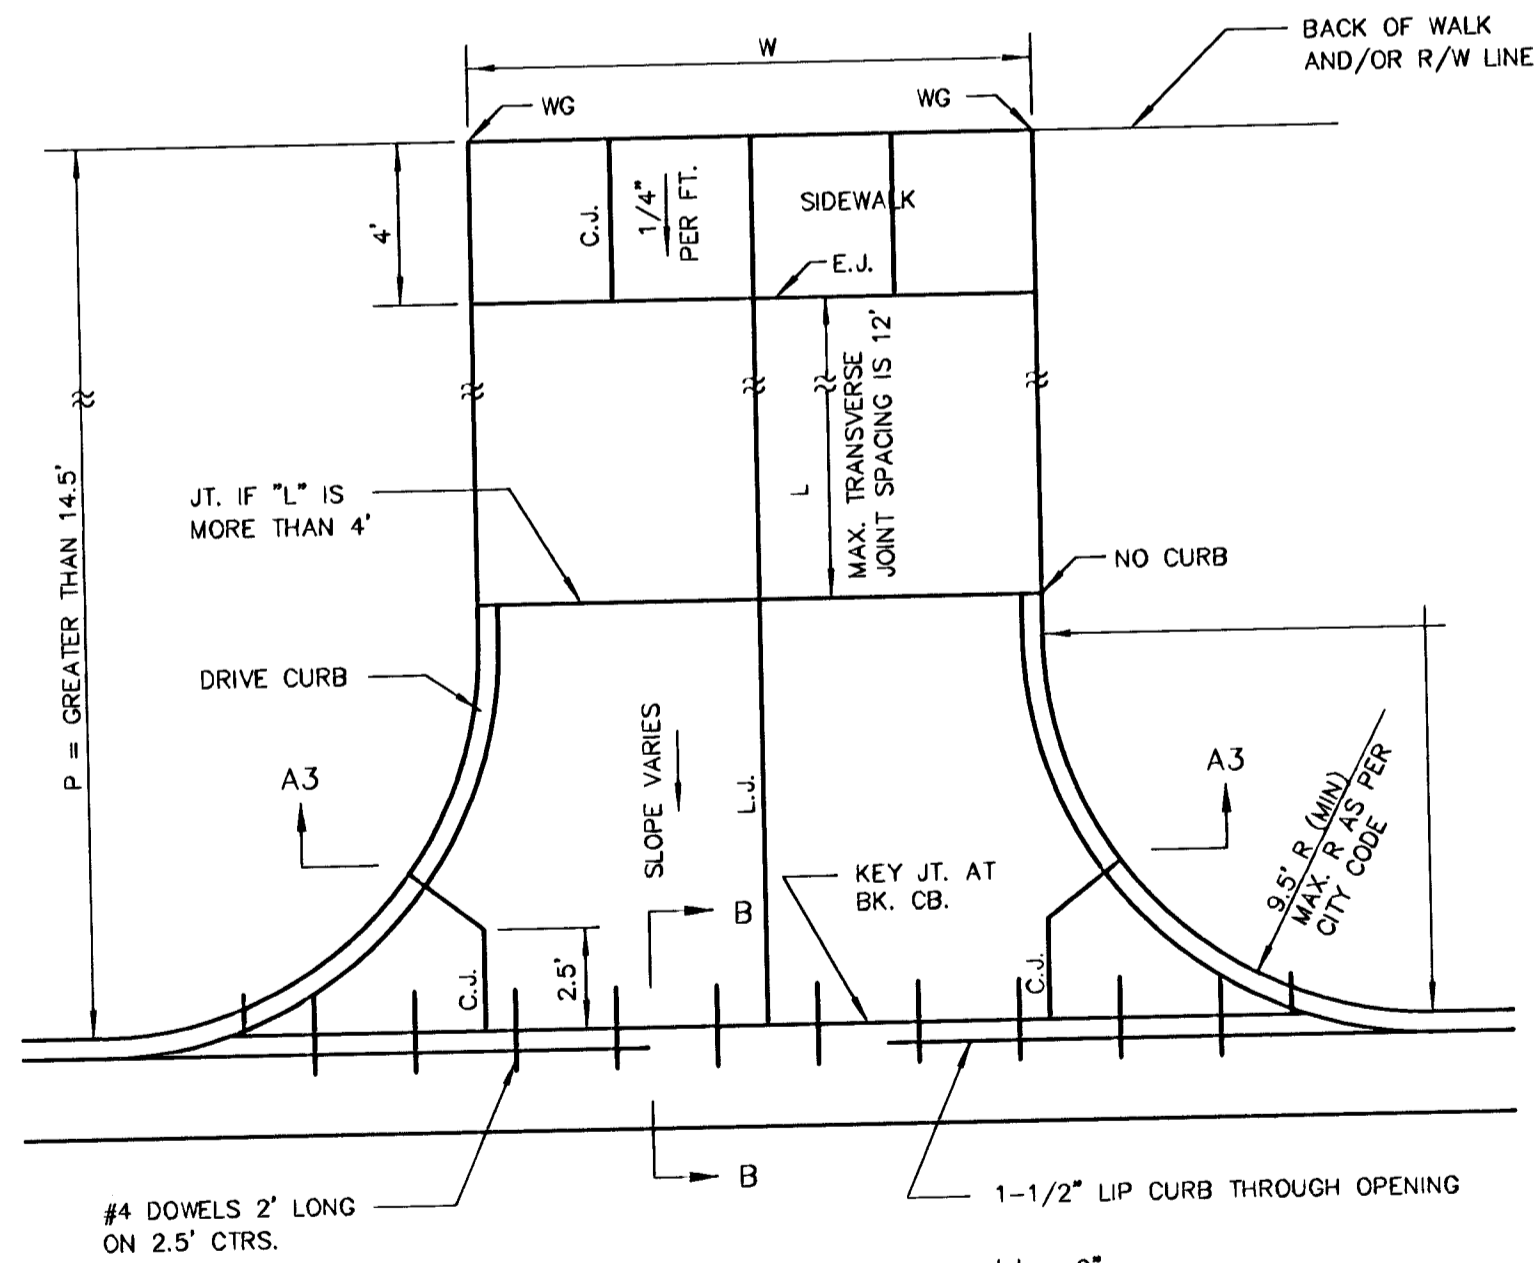 BACK OF WALK
AND/OR R/W LINE
W
WG
WG
4'
C.J.
1/4"
PER FT.
SIDEWALK
E.J.
MAX. TRANSVERSE
JOINT SPACING IS 12'
L
P = GREATER THAN 14.5'
JT. IF "L" IS
MORE THAN 4'
NO CURB
DRIVE CURB
SLOPE VARIES
L.J.
A3
A3
9.5' R (MIN)
MAX. R AS PER
CITY CODE
KEY JT. AT
BK. CB.
B
2.5'
C.J.
C.J.
B
#4 DOWELS 2' LONG
ON 2.5' CTRS.
1-1/2" LIP CURB THROUGH OPENING